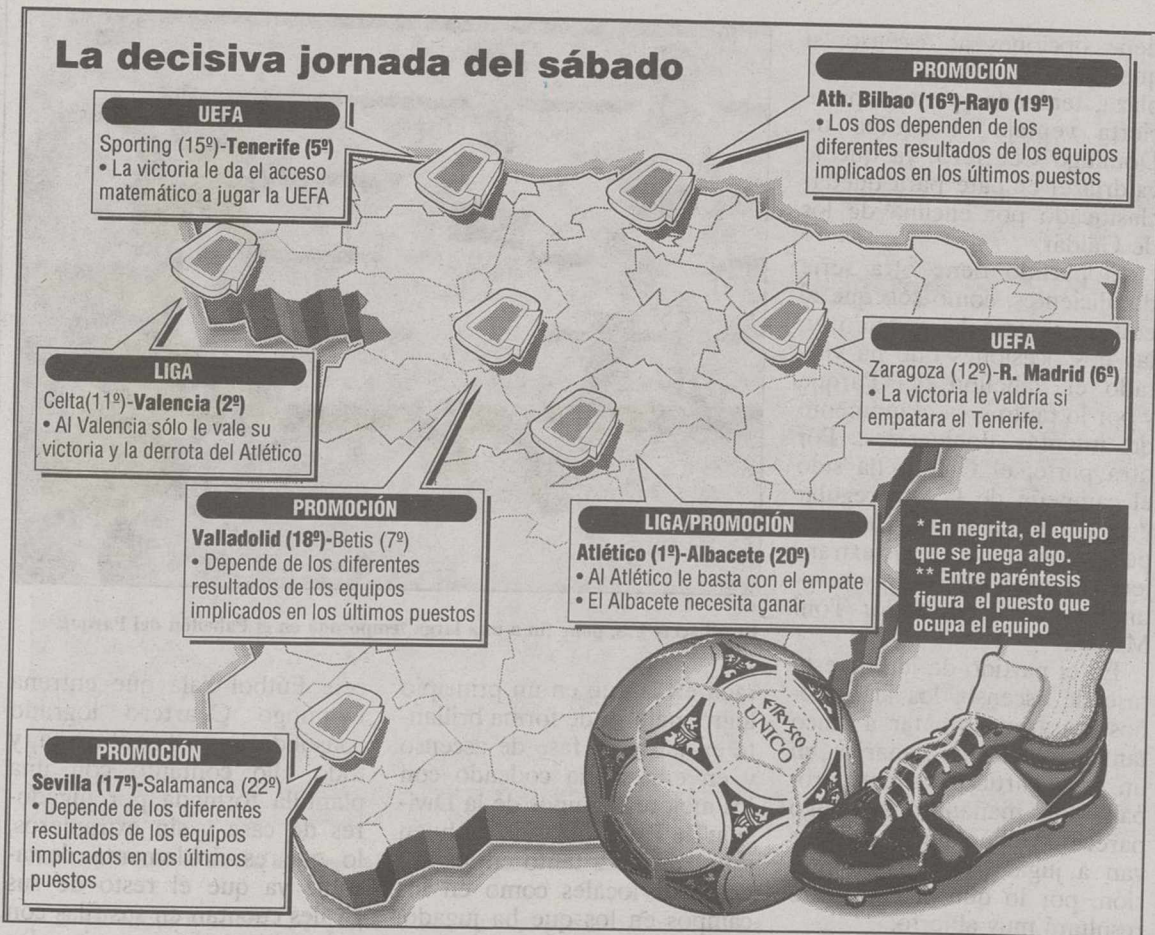 La decisiva jornada del sábado
UEFA
Sporting (15º)-Tenerife (5º)
• La victoria le da el acceso
matemático a jugar la UEFA
PROMOCIÓN
Ath. Bilbao (16º)-Rayo (19º)
• Los dos dependen de los
diferentes resultados de los equipos
implicados en los últimos puestos
LIGA
Celta(11º)-Valencia (2º)
• Al Valencia sólo le vale su
victoria y la derrota del Atlético
UEFA
Zaragoza (12º)-R. Madrid (6º)
• La victoria le valdría si
empatara el Tenerife.
PROMOCIÓN
Valladolid (18º)-Betis (7º)
• Depende de los diferentes
resultados de los equipos
implicados en los últimos puestos
LIGA/PROMOCIÓN
Atlético (1º)-Albacete (20º)
• Al Atlético le basta con el empate
• El Albacete necesita ganar
* En negrita, el equipo
que se juega algo.
** Entre paréntesis
figura el puesto que
ocupa el equipo
PROMOCIÓN
Sevilla (17º)-Salamanca (22º)
• Depende de los diferentes
resultados de los equipos
implicados en los últimos
puestos
ETRUSCO
UNICO